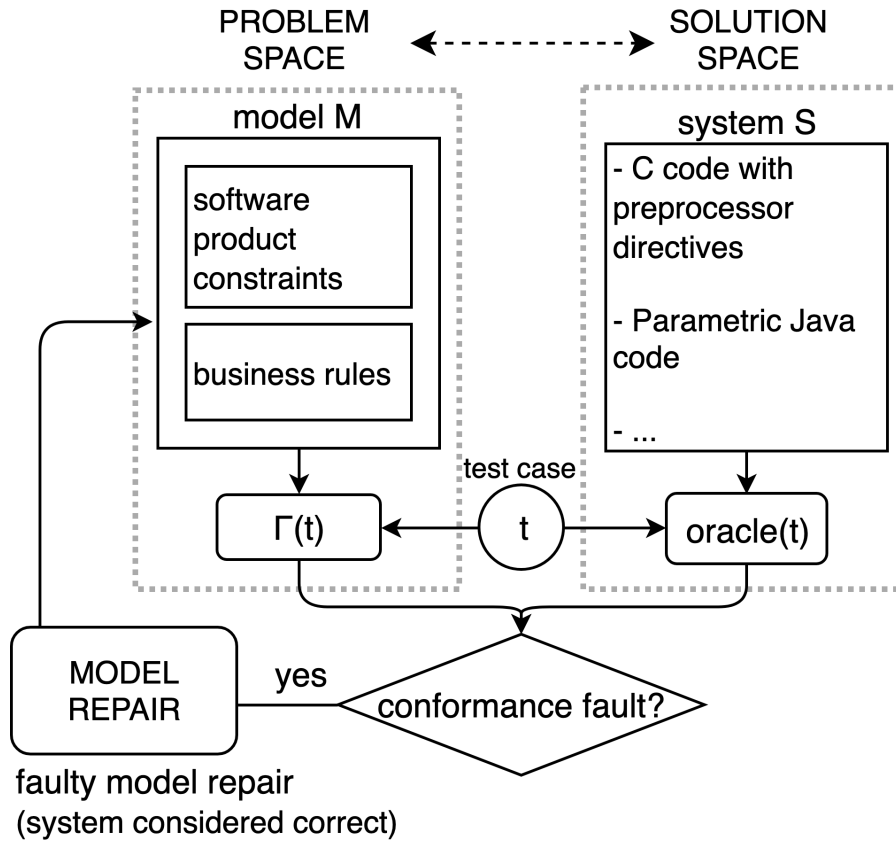 PROBLEM
SPACE
SOLUTION
SPACE
model M
system S
software
product
constraints
business rules
- C code with
preprocessor
directives
- Parametric Java
code
- ...
test case
Γ(t)
t
oracle(t)
conformance fault?
yes
MODEL
REPAIR
faulty model repair
(system considered correct)